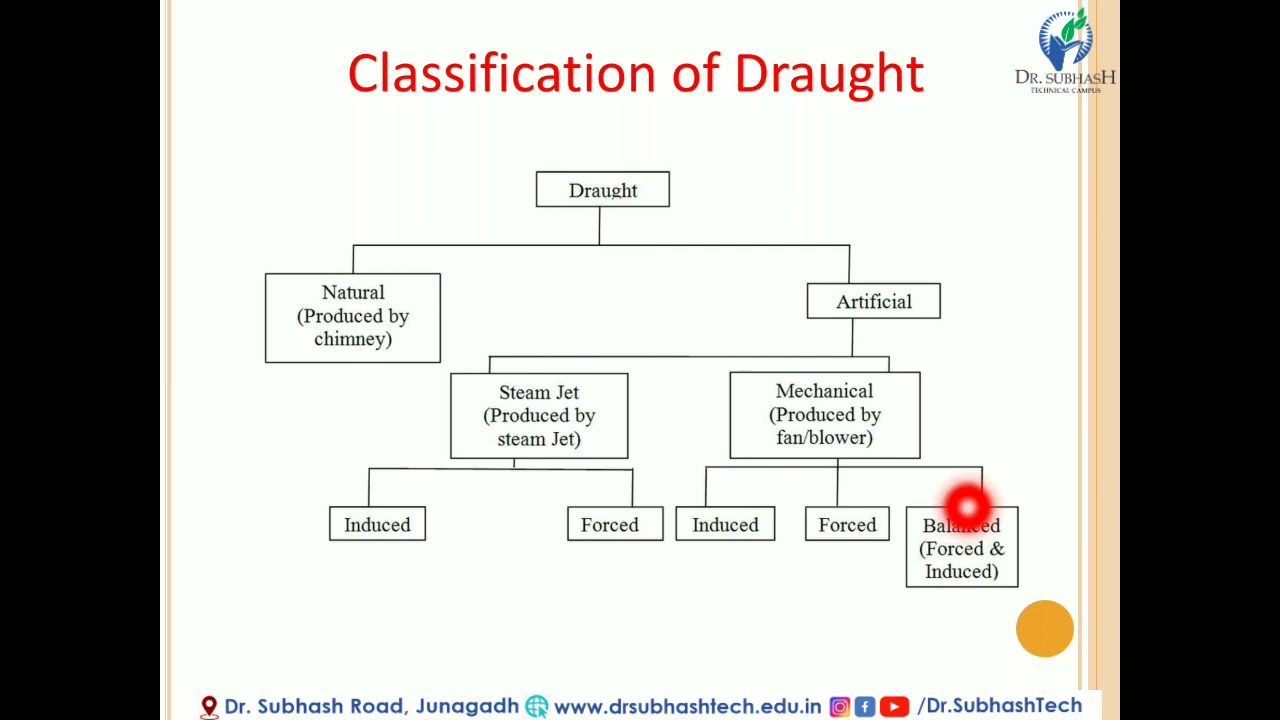 Classification of Draught
DR. SUBHASH
TECHNICAL CAMPUS
Draught
Natural
(Produced by
chimney)
Artificial
Steam Jet
(Produced by
steam Jet)
Mechanical
(Produced by
fan/blower)
Induced
Forced
Induced
Forced
Balanced
(Forced &
Induced)
Dr. Subhash Road, Junagadh www.drsubhashtech.edu.in /Dr.SubhashTech